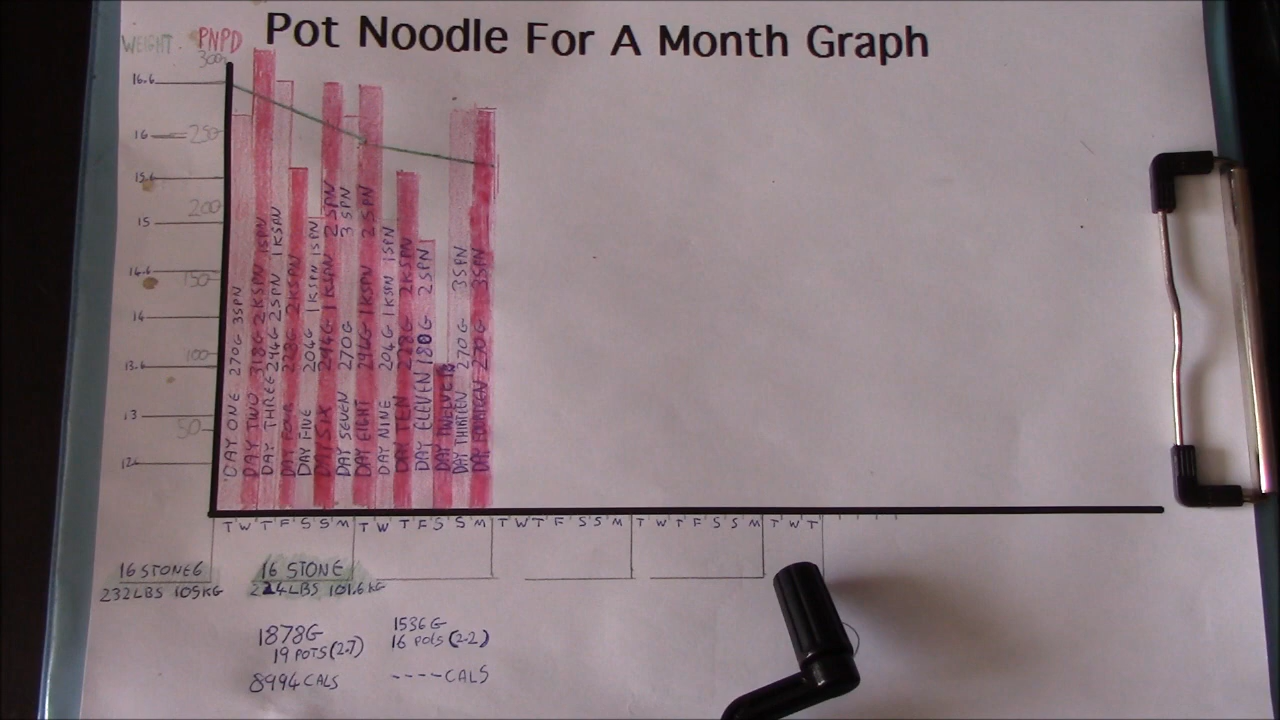 Pot Noodle For A Month Graph
WEIGHT. PNPD
300
16.6
16
250
15.6
200
15
14.6
150
14
100
13.6
13
50
12
DAY ONE 270G 3SPN
DAY TWO 318G 2KSPN 1SPN
DAY THREE 294G 2SPN 1KSPN
DAY FOUR 228G 2KSPN
DAY FIVE 204G 1KSPN 1SPN
DAY SIX 294G 1KSPN 2SPN
DAY SEVEN 270G 3SPN
DAY EIGHT 294G 1KSPN 2SPN
DAY NINE 204G 1KSPN 1SPN
DAY TEN 228G 2KSPN
DAY ELEVEN 180G 2SPN
DAY TWELVE
DAY THIRTEEN 270G 3SPN
DAY FOURTEEN 270G 3SPN
T W T F S S M T W T F S S M T W T F S S M T W T F S S M T W T
16 STONE6
232LBS 105KG
16 STONE
224LBS 101.6KG
1878G
19 POTS(2.7)
8994 CALS
1536G
16 POTS(2.2)
----CALS